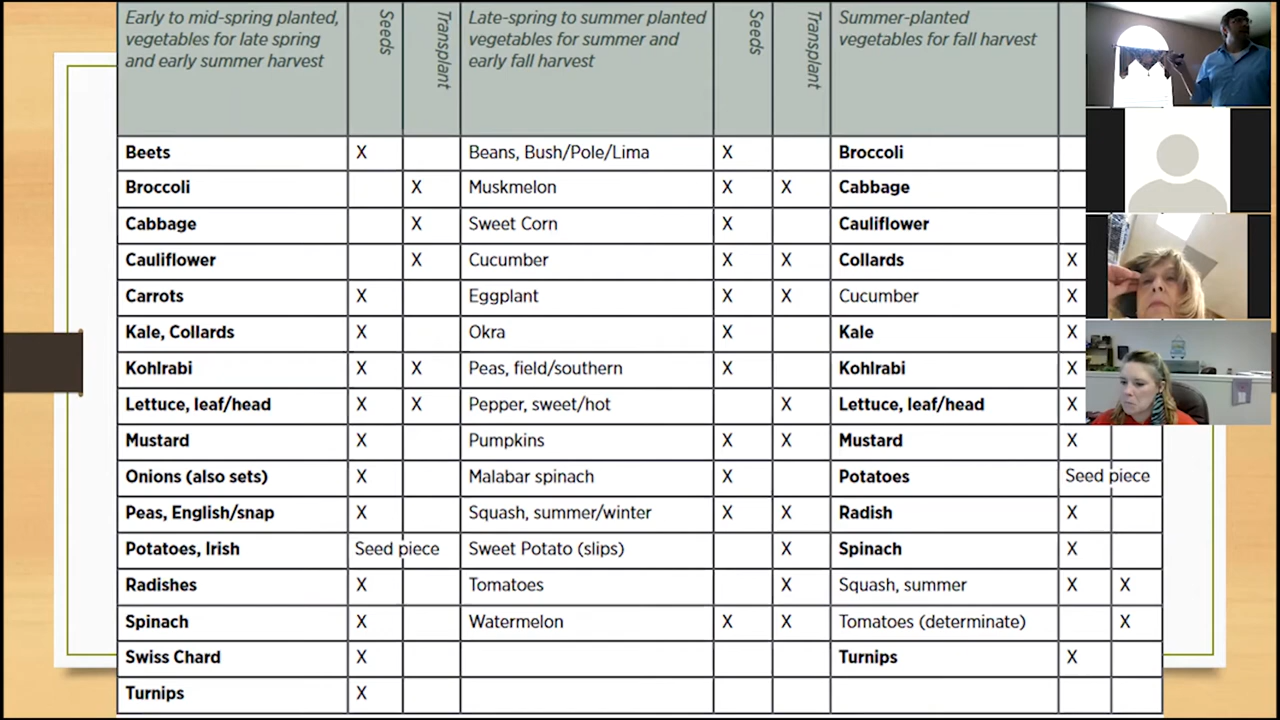 Early to mid-spring planted,
vegetables for late spring
and early summer harvest
Seeds
Transplant
Late-spring to summer planted
vegetables for summer and
early fall harvest
Seeds
Transplant
Summer-planted
vegetables for fall harvest
Beets X Beans, Bush/Pole/Lima X Broccoli
Broccoli X Muskmelon X X Cabbage
Cabbage X Sweet Corn X Cauliflower
Cauliflower X Cucumber X X Collards X
Carrots X Eggplant X X Cucumber X
Kale, Collards X Okra X Kale X
Kohlrabi X X Peas, field/southern X Kohlrabi X
Lettuce, leaf/head X X Pepper, sweet/hot X Lettuce, leaf/head X
Mustard X Pumpkins X X Mustard X
Onions (also sets) X Malabar spinach X Potatoes Seed piece
Peas, English/snap X Squash, summer/winter X X Radish X
Potatoes, Irish Seed piece Sweet Potato (slips) X Spinach X
Radishes X Tomatoes X Squash, summer X X
Spinach X Watermelon X X Tomatoes (determinate) X
Swiss Chard X Turnips X
Turnips X